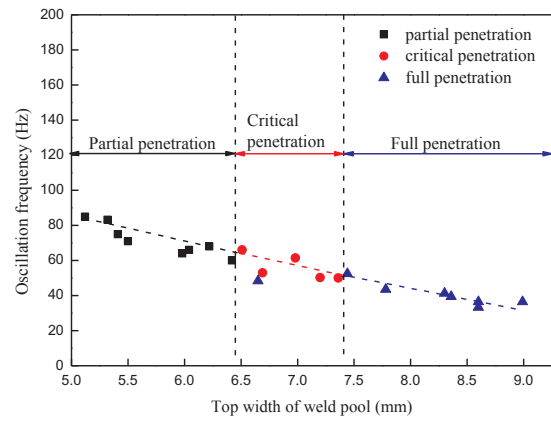 200
180
160
140
120
100
80
60
40
20
0
Oscillation frequency (Hz)
partial penetration
critical penetration
full penetration
Partial penetration
Critical
penetration
Full penetration
5.0 5.5 6.0 6.5 7.0 7.5 8.0 8.5 9.0
Top width of weld pool (mm)